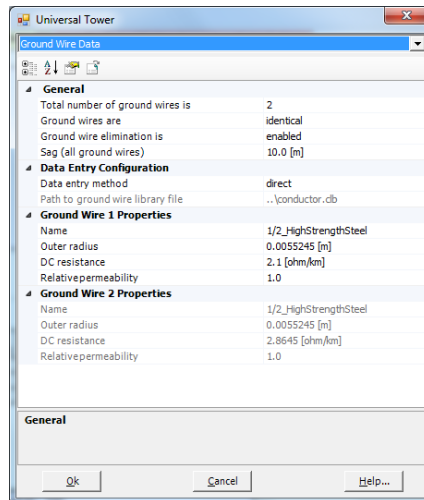 Universal Tower
Ground Wire Data
General
Total number of ground wires is 2
Ground wires are identical
Ground wire elimination is enabled
Sag (all ground wires) 10.0 [m]
Data Entry Configuration
Data entry method direct
Path to ground wire library file ..\conductor.clb
Ground Wire 1 Properties
Name 1/2_HighStrengthSteel
Outer radius 0.0055245 [m]
DC resistance 2.1 [ohm/km]
Relativepermeability 1.0
Ground Wire 2 Properties
Name 1/2_HighStrengthSteel
Outer radius 0.0055245 [m]
DC resistance 2.8645 [ohm/km]
Relativepermeability 1.0
General
Ok Cancel Help...